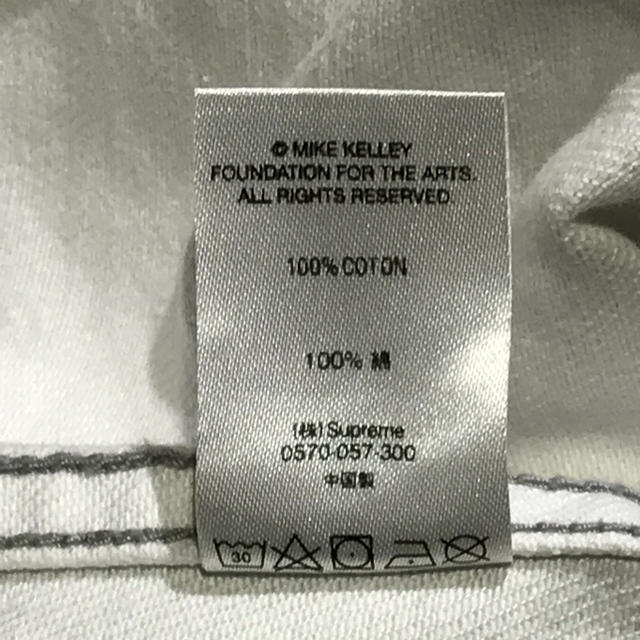 © MIKE KELLEY
FOUNDATION FOR THE ARTS.
ALL RIGHTS RESERVED.
100% COTON
100% 綿
(株) Supreme
0570-057-300
中国製
30